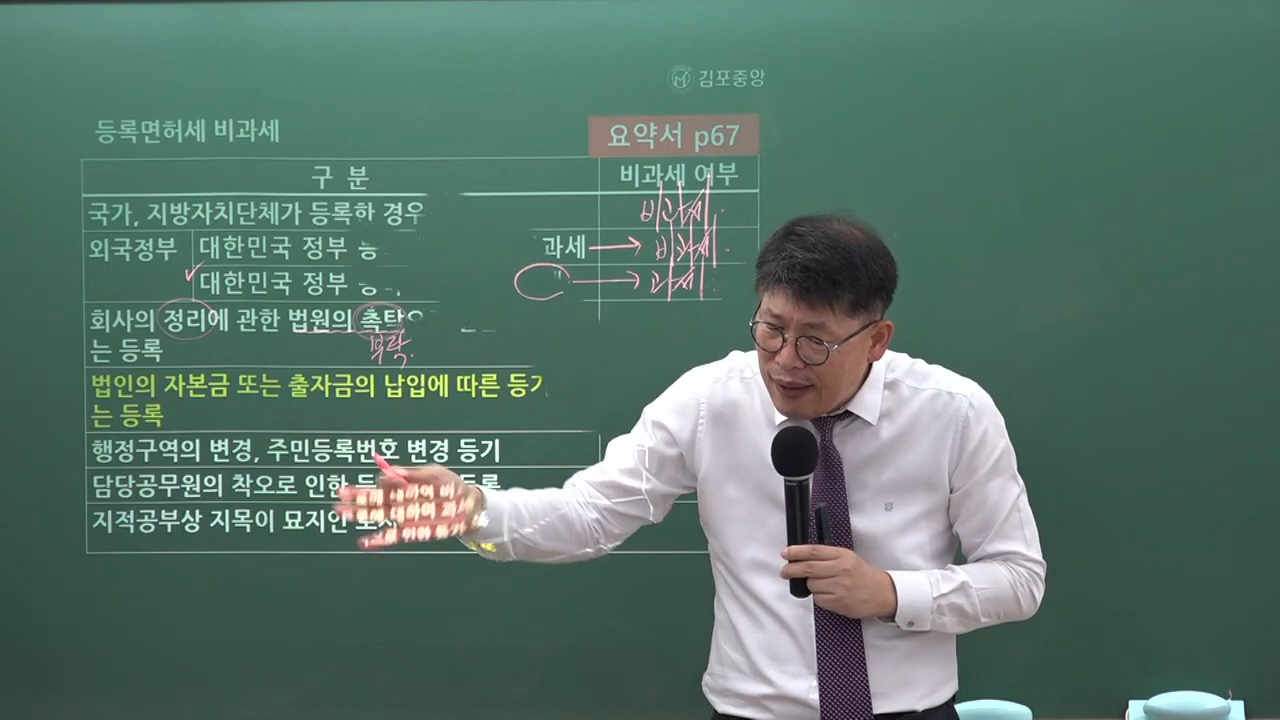 김포중앙
등록면허세 비과세
요약서 p67
구 분
비과세 여부
국가, 지방자치단체가 등록하 경우
비과세
외국정부
대한민국 정부
과세 → 비과세
대한민국 정부
" → 과세
회사의 정리에 관한 법원의 촉탁
부탁.
는 등록
법인의 자본금 또는 출자금의 납입에 따른 등기
는 등록
행정구역의 변경, 주민등록번호 변경 등기
담당공무원의 착오로 인한 등 록
지적공부상 지목이 묘지인 토지